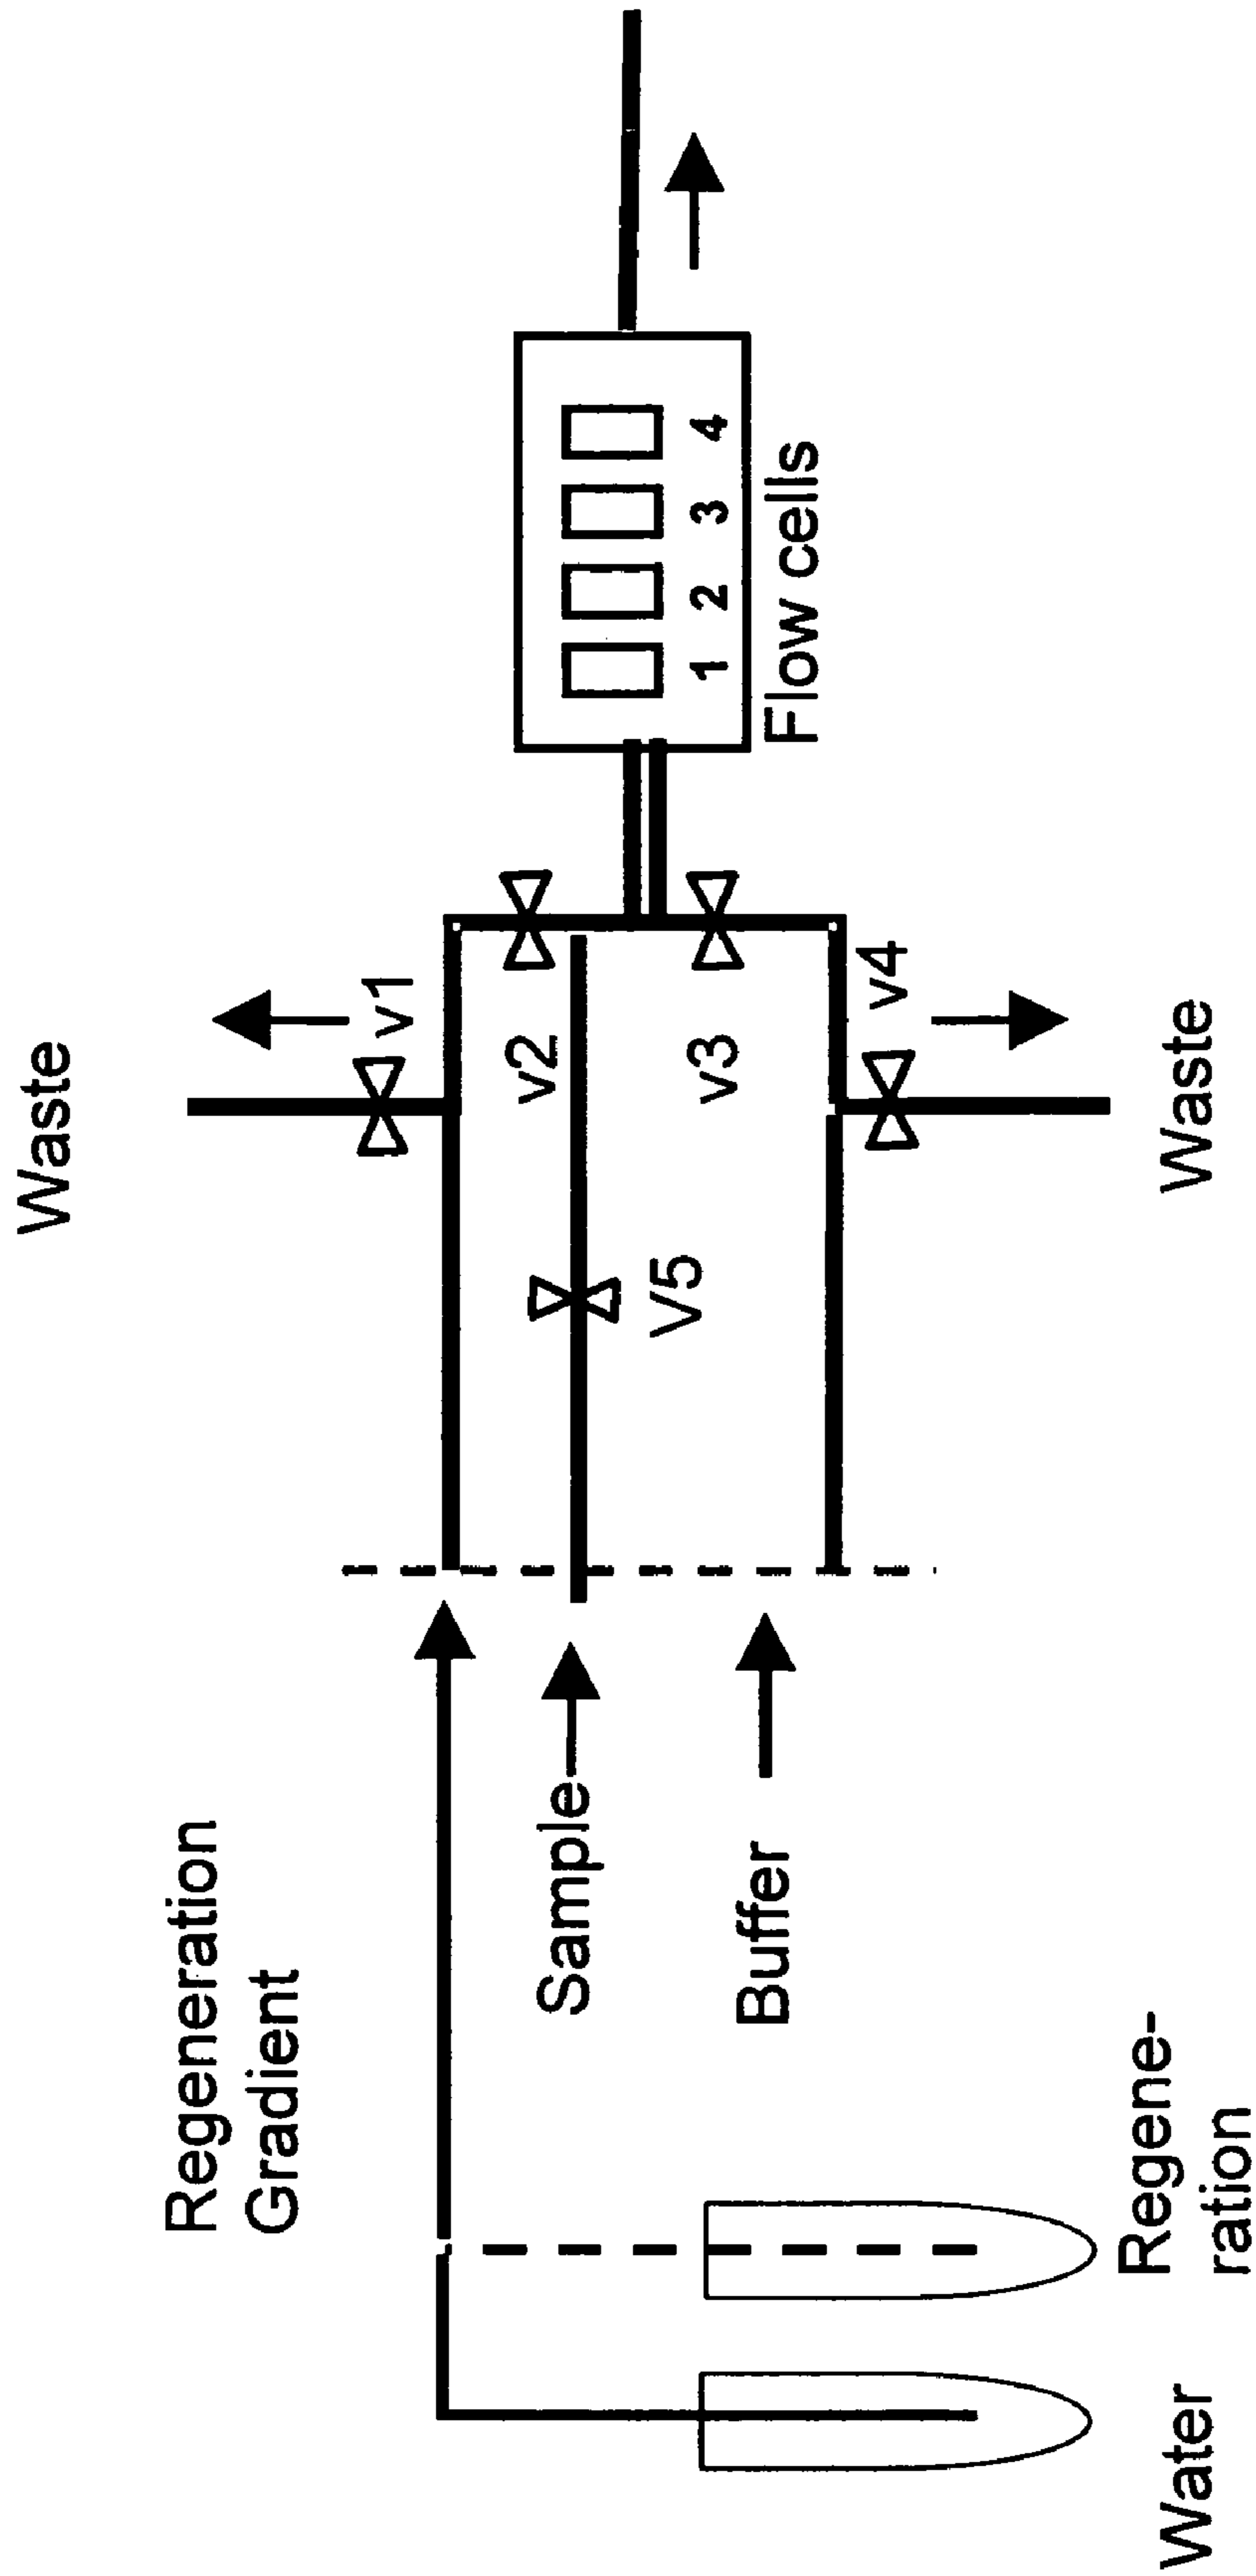 Waste
Regeneration
Gradient
v1
v2
Sample
V5
1 2 3 4
v3
Buffer
Flow cells
v4
Water
Regene-
ration
Waste